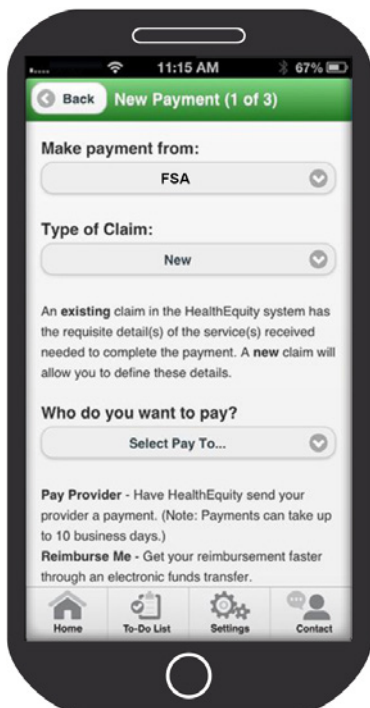 11:15 AM 67%
Back New Payment (1 of 3)
Make payment from:
FSA
Type of Claim:
New
An existing claim in the HealthEquity system has
the requisite detail(s) of the service(s) received
needed to complete the payment. A new claim will
allow you to define these details.
Who do you want to pay?
Select Pay To...
Pay Provider - Have HealthEquity send your
provider a payment. (Note: Payments can take up
to 10 business days.)
Reimburse Me - Get your reimbursement faster
through an electronic funds transfer.
Home To-Do List Settings Contact